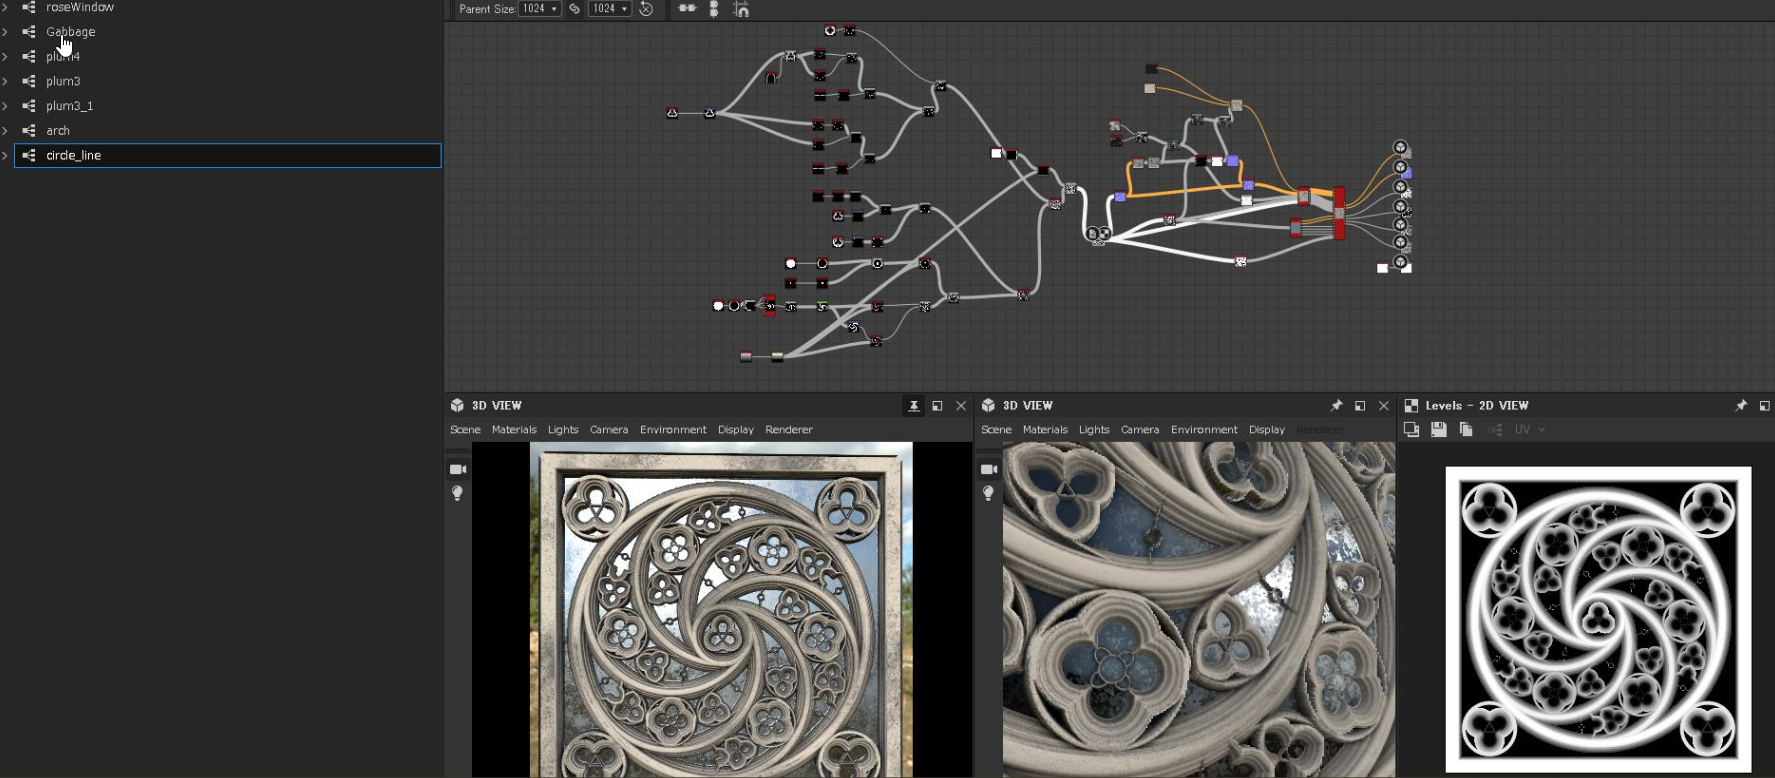 roseWindow
Gabbage
plum4
plum3
plum3_1
arch
circle_line
Parent Size: 1024 1024
3D VIEW
Scene Materials Lights Camera Environment Display Renderer
3D VIEW
Scene Materials Lights Camera Environment Display Renderer
Levels - 2D VIEW
UV